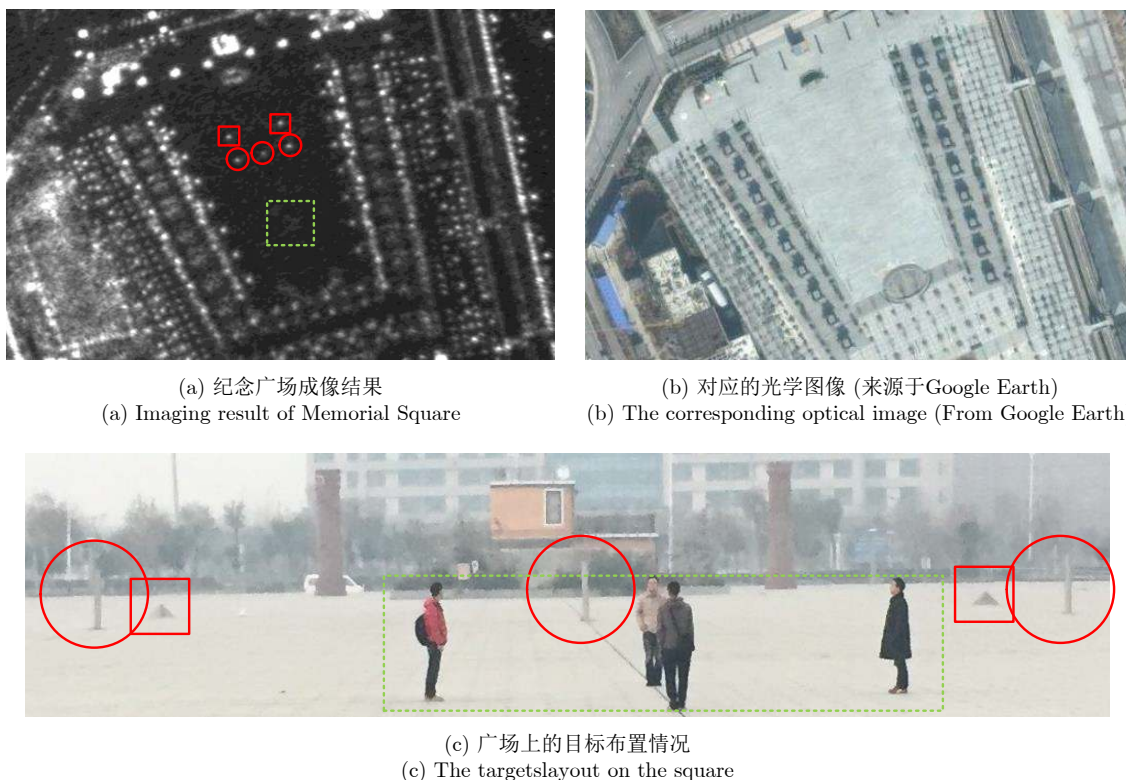 (a) 纪念广场成像结果
(a) Imaging result of Memorial Square
(b) 对应的光学图像 (来源于Google Earth)
(b) The corresponding optical image (From Google Earth
(c) 广场上的目标布置情况
(c) The targetslayout on the square